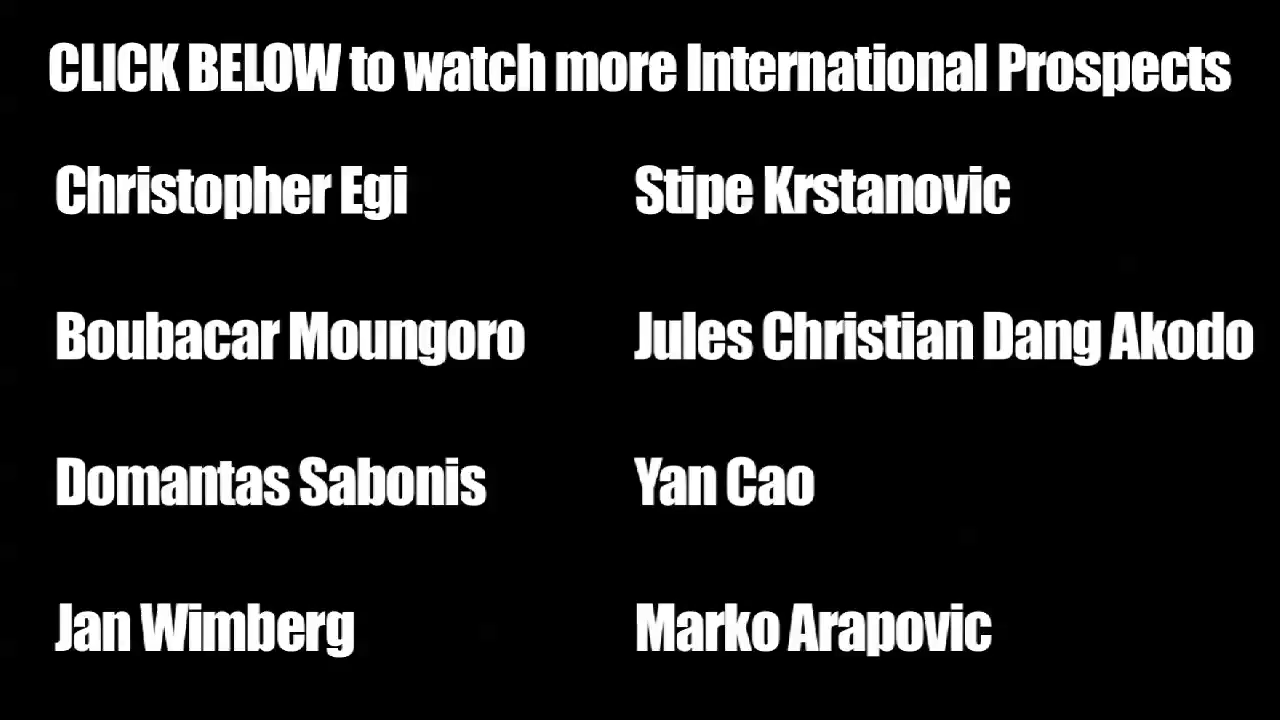 CLICK BELOW to watch more International Prospects
Christopher Egi
Stipe Krstanovic
Boubacar Moungoro
Jules Christian Dang Akodo
Domantas Sabonis
Yan Cao
Jan Wimberg
Marko Arapovic